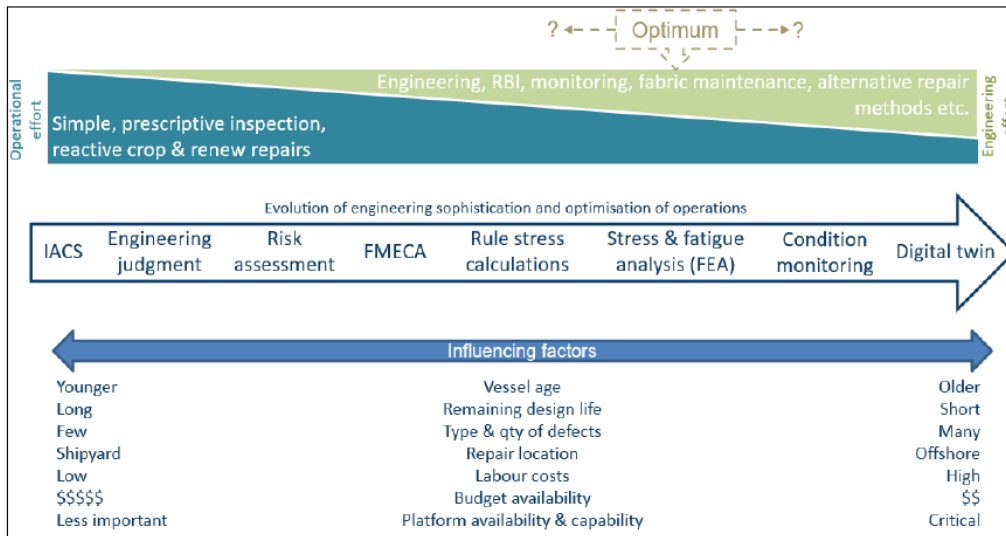 ? Optimum ?
Operational
effort
Engineering, RBI, monitoring, fabric maintenance, alternative repair
methods etc.
Simple, prescriptive inspection,
reactive crop & renew repairs
Engineering
Evolution of engineering sophistication and optimisation of operations
IACS
Engineering
judgment
Risk
assessment
FMECA
Rule stress
calculations
Stress & fatigue
analysis (FEA)
Condition
monitoring
Digital twin
Influencing factors
Younger Vessel age Older
Long Remaining design life Short
Few Type & qty of defects Many
Shipyard Repair location Offshore
Low Labour costs High
$$$$$ Budget availability $$
Less important Platform availability & capability Critical